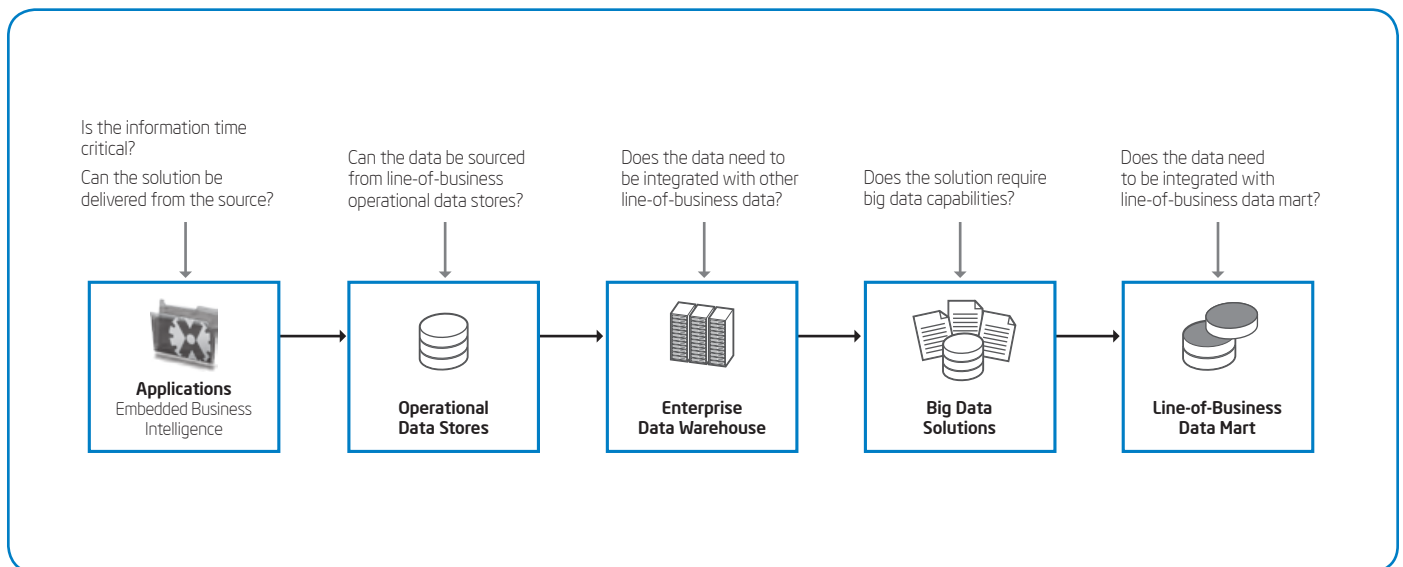 Is the information time
critical?
Can the solution be
delivered from the source?
Can the data be sourced
from line-of-business
operational data stores?
Does the data need to
be integrated with other
line-of-business data?
Does the solution require
big data capabilities?
Does the data need
to be integrated with
line-of-business data mart?
Applications
Embedded Business
Intelligence
Operational
Data Stores
Enterprise
Data Warehouse
Big Data
Solutions
Line-of-Business
Data Mart